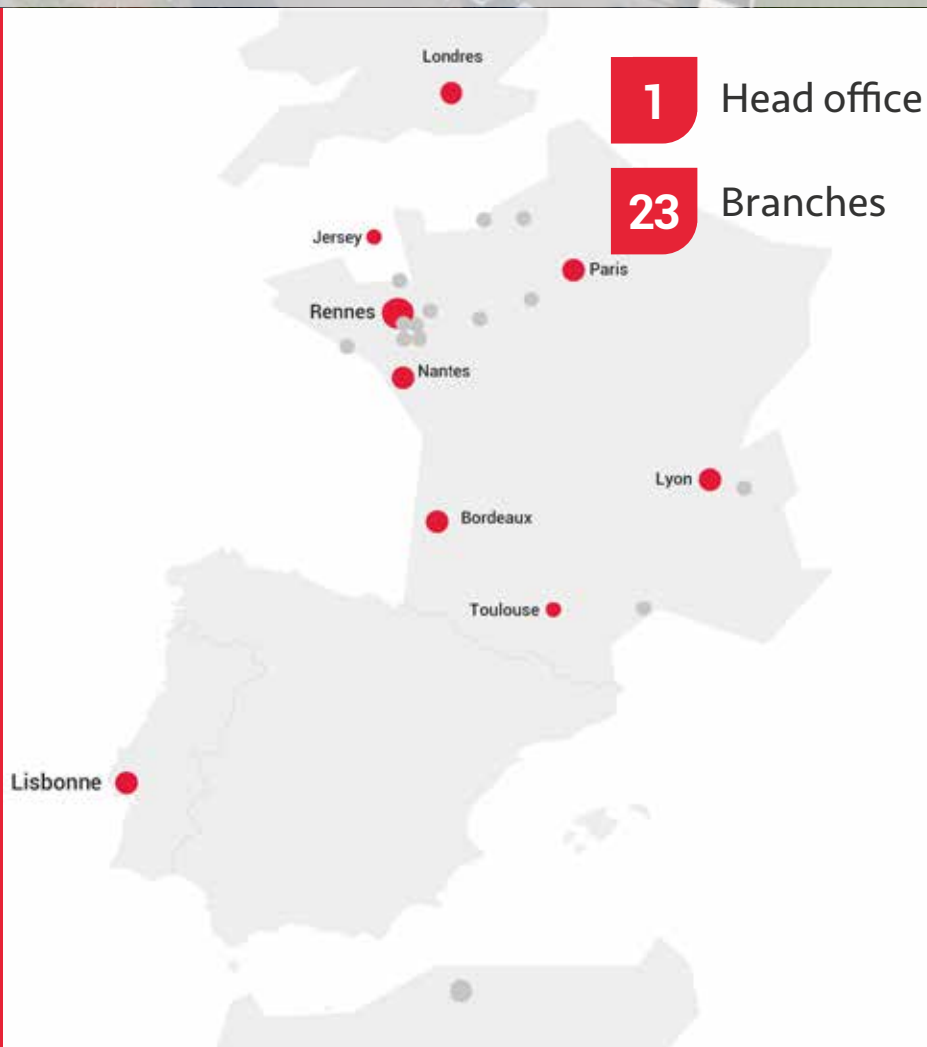 Londres
1 Head office
23 Branches
Jersey
Paris
Rennes
Nantes
Lyon
Bordeaux
Toulouse
Lisbonne